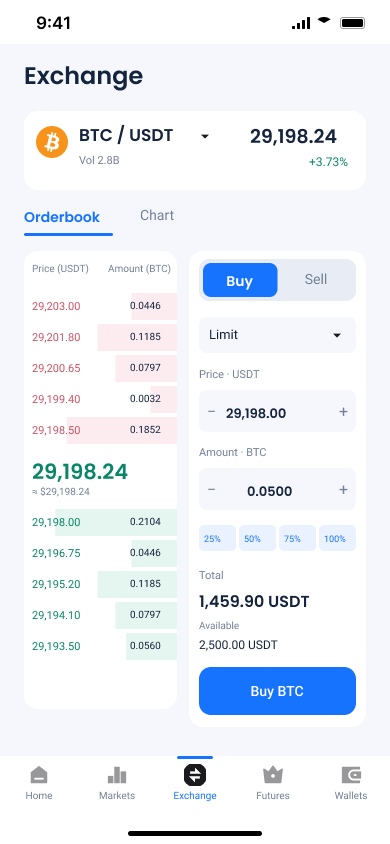 9:41
Exchange
BTC / USDT
29,198.24
Vol 2.8B
+3.73%
Orderbook
Chart
Price (USDT)
Amount (BTC)
29,203.00 0.0446
29,201.80 0.1185
29,200.65 0.0797
29,199.40 0.0032
29,198.50 0.1852
29,198.24
≈ $29,198.24
29,198.00 0.2104
29,196.75 0.0446
29,195.20 0.1185
29,194.10 0.0797
29,193.50 0.0560
Buy
Sell
Limit
Price · USDT
− 29,198.00 +
Amount · BTC
− 0.0500 +
25% 50% 75% 100%
Total
1,459.90 USDT
Available
2,500.00 USDT
Buy BTC
Home
Markets
Exchange
Futures
Wallets